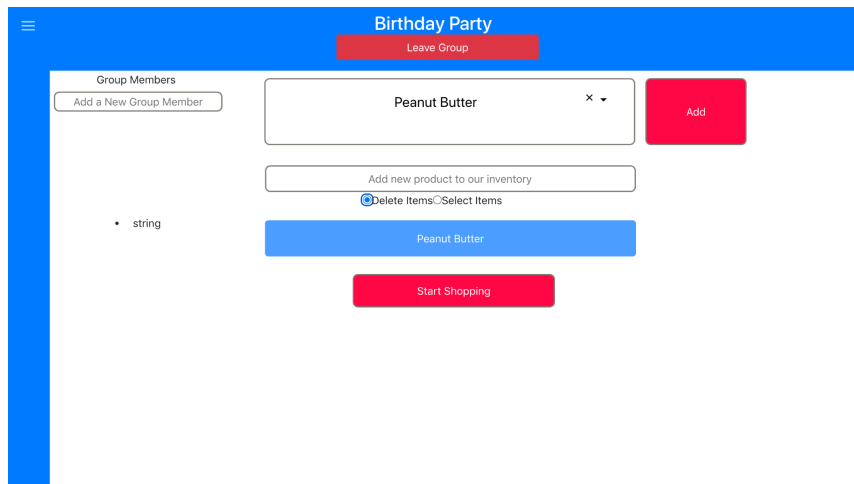 Birthday Party
Leave Group
Group Members
Add a New Group Member
Peanut Butter
Add
Add new product to our inventory
Delete Items Select Items
string
Peanut Butter
Start Shopping